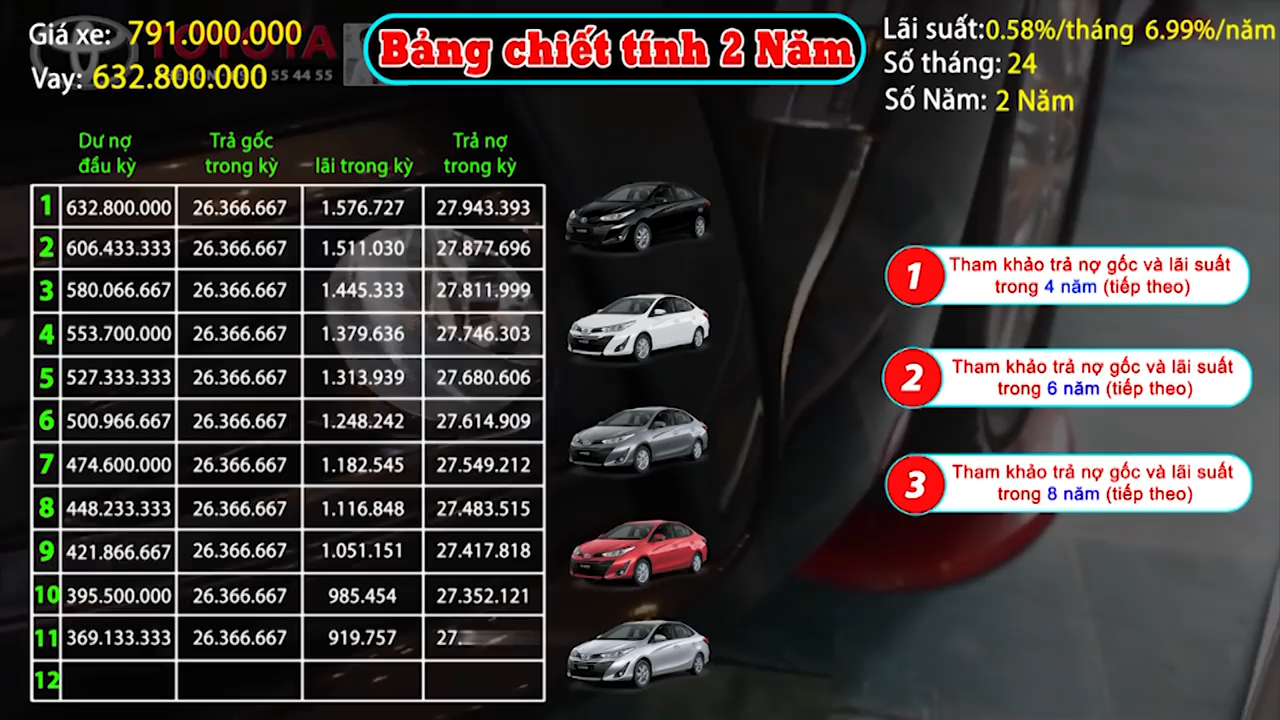 Giá xe: 791.000.000
Vay: 632.800.000
TOYOTA
55 44 55
Bảng chiết tính 2 Năm
Lãi suất:0.58%/tháng 6.99%/năm
Số tháng: 24
Số Năm: 2 Năm
Dư nợ đầu kỳ
Trả gốc trong kỳ
lãi trong kỳ
Trả nợ trong kỳ
1 632.800.000 26.366.667 1.576.727 27.943.393
2 606.433.333 26.366.667 1.511.030 27.877.696
3 580.066.667 26.366.667 1.445.333 27.811.999
4 553.700.000 26.366.667 1.379.636 27.746.303
5 527.333.333 26.366.667 1.313.939 27.680.606
6 500.966.667 26.366.667 1.248.242 27.614.909
7 474.600.000 26.366.667 1.182.545 27.549.212
8 448.233.333 26.366.667 1.116.848 27.483.515
9 421.866.667 26.366.667 1.051.151 27.417.818
10 395.500.000 26.366.667 985.454 27.352.121
11 369.133.333 26.366.667 919.757 27.
12
1 Tham khảo trả nợ gốc và lãi suất
trong 4 năm (tiếp theo)
2 Tham khảo trả nợ gốc và lãi suất
trong 6 năm (tiếp theo)
3 Tham khảo trả nợ gốc và lãi suất
trong 8 năm (tiếp theo)